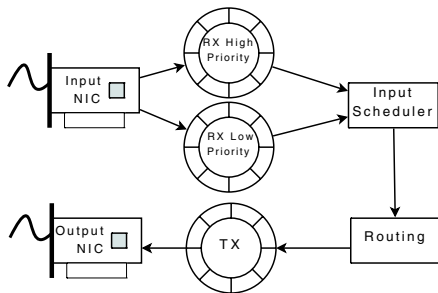 Input
NIC
RX High
Priority
RX Low
Priority
Input
Scheduler
Output
NIC
TX
Routing